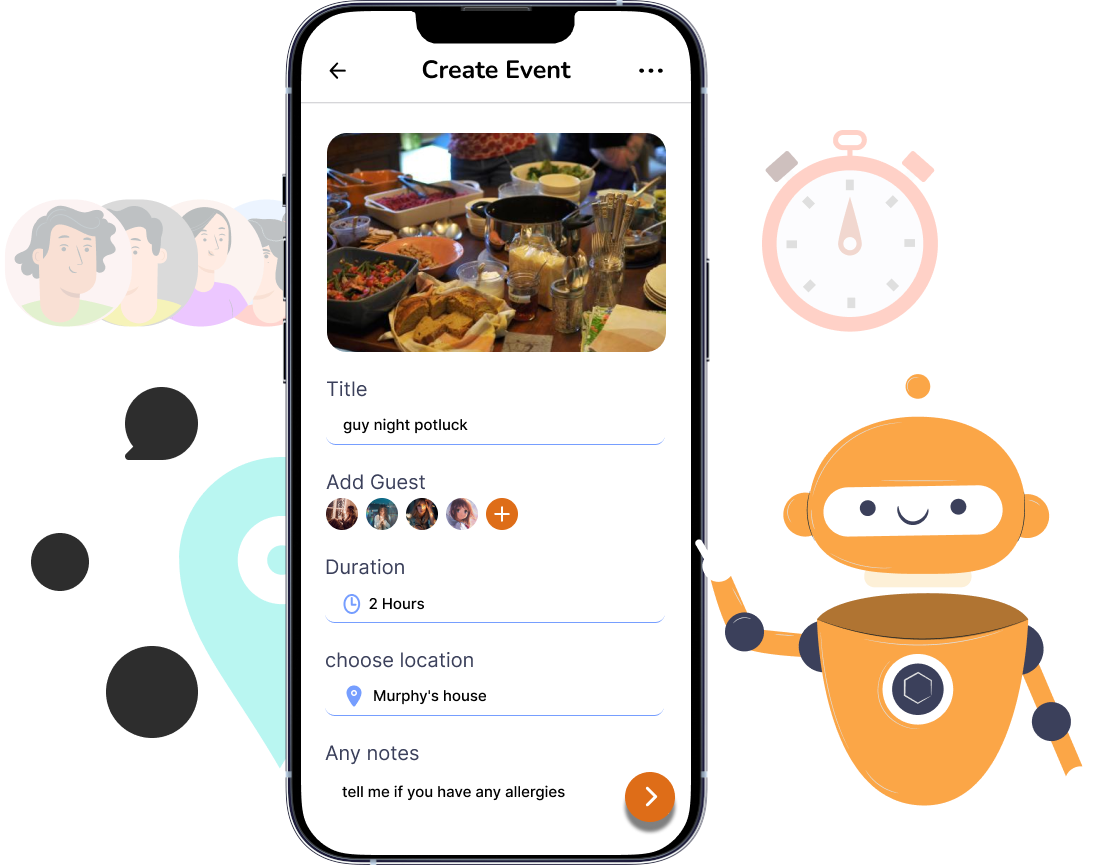 Create Event
Title
guy night potluck
Add Guest
Duration
2 Hours
choose location
Murphy's house
Any notes
tell me if you have any allergies